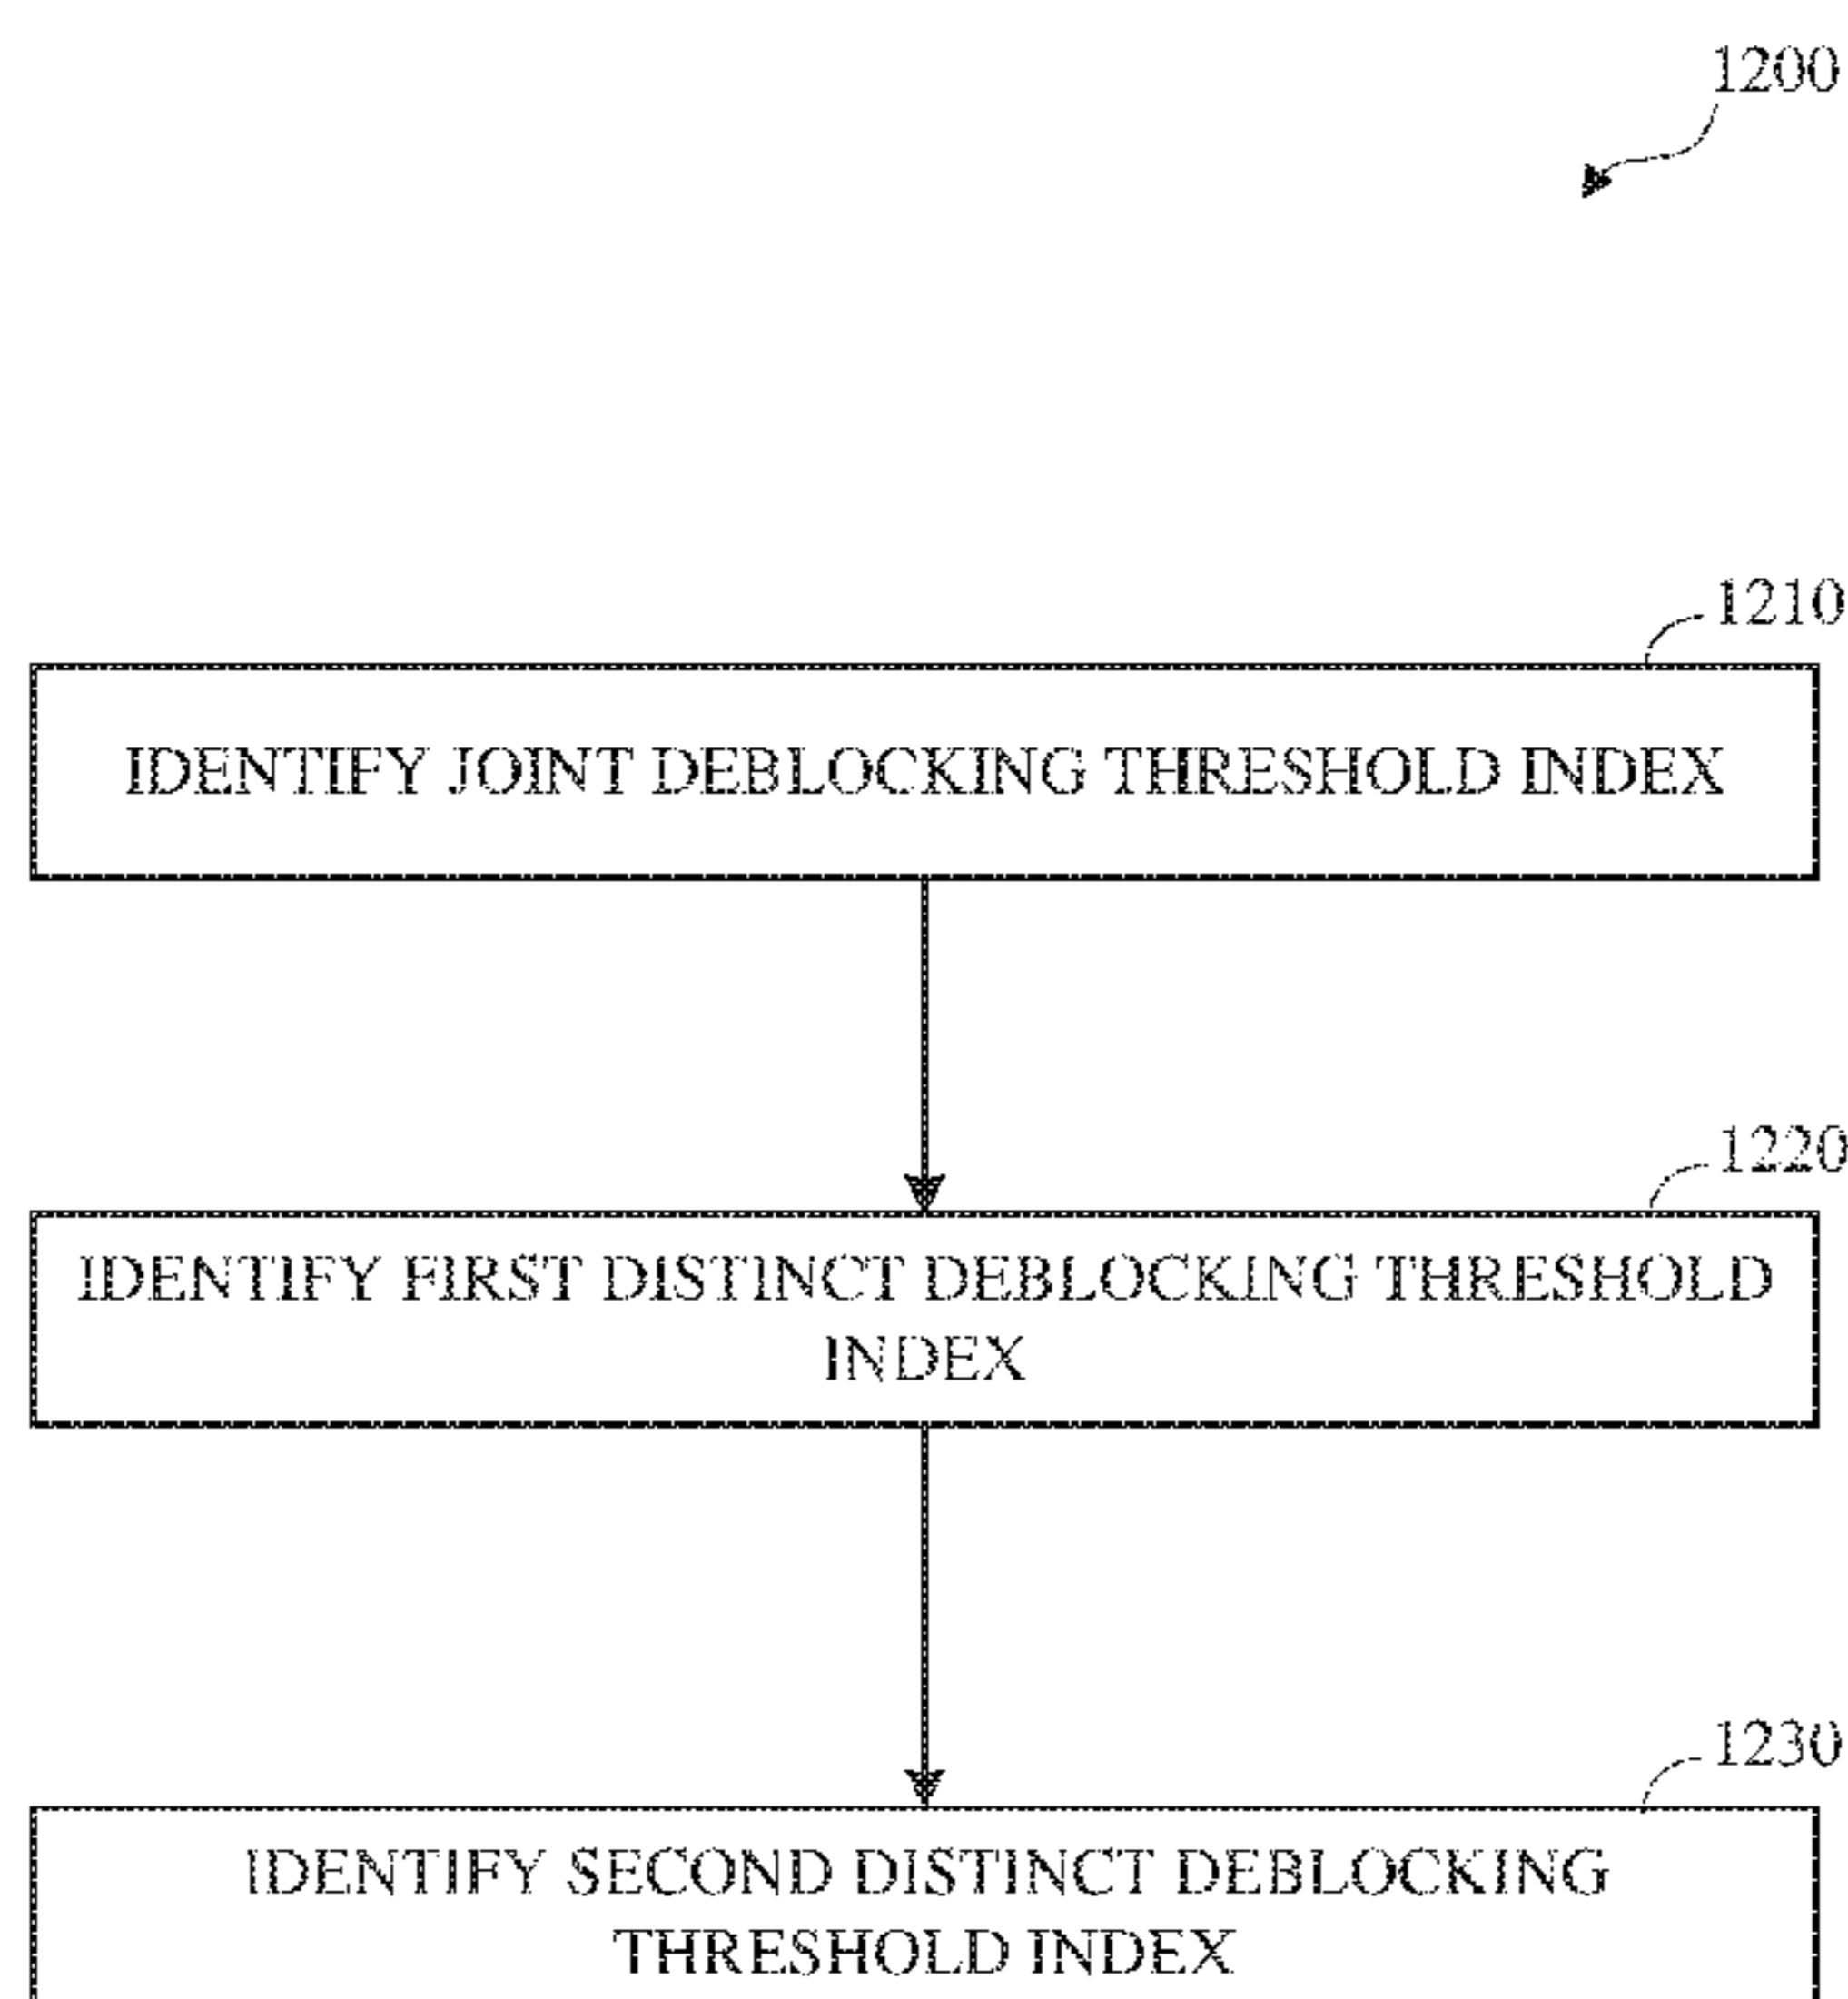 1200
1210
IDENTIFY JOINT DEBLOCKING THRESHOLD INDEX
1220
IDENTIFY FIRST DISTINCT DEBLOCKING THRESHOLD
INDEX
1230
IDENTIFY SECOND DISTINCT DEBLOCKING
THRESHOLD INDEX